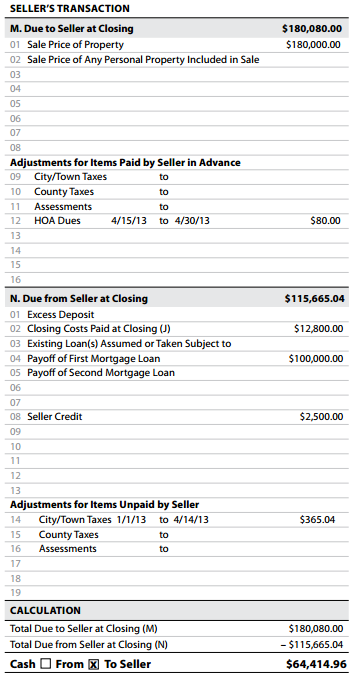 SELLER'S TRANSACTION
M. Due to Seller at Closing $180,080.00
01 Sale Price of Property $180,000.00
02 Sale Price of Any Personal Property Included in Sale
03
04
05
06
07
08
Adjustments for Items Paid by Seller in Advance
09 City/Town Taxes to
10 County Taxes to
11 Assessments to
12 HOA Dues 4/15/13 to 4/30/13 $80.00
13
14
15
16
N. Due from Seller at Closing $115,665.04
01 Excess Deposit
02 Closing Costs Paid at Closing (J) $12,800.00
03 Existing Loan(s) Assumed or Taken Subject to
04 Payoff of First Mortgage Loan $100,000.00
05 Payoff of Second Mortgage Loan
06
07
08 Seller Credit $2,500.00
09
10
11
12
13
Adjustments for Items Unpaid by Seller
14 City/Town Taxes 1/1/13 to 4/14/13 $365.04
15 County Taxes to
16 Assessments to
17
18
19
CALCULATION
Total Due to Seller at Closing (M) $180,080.00
Total Due from Seller at Closing (N) – $115,665.04
Cash ☐ From ☒ To Seller $64,414.96